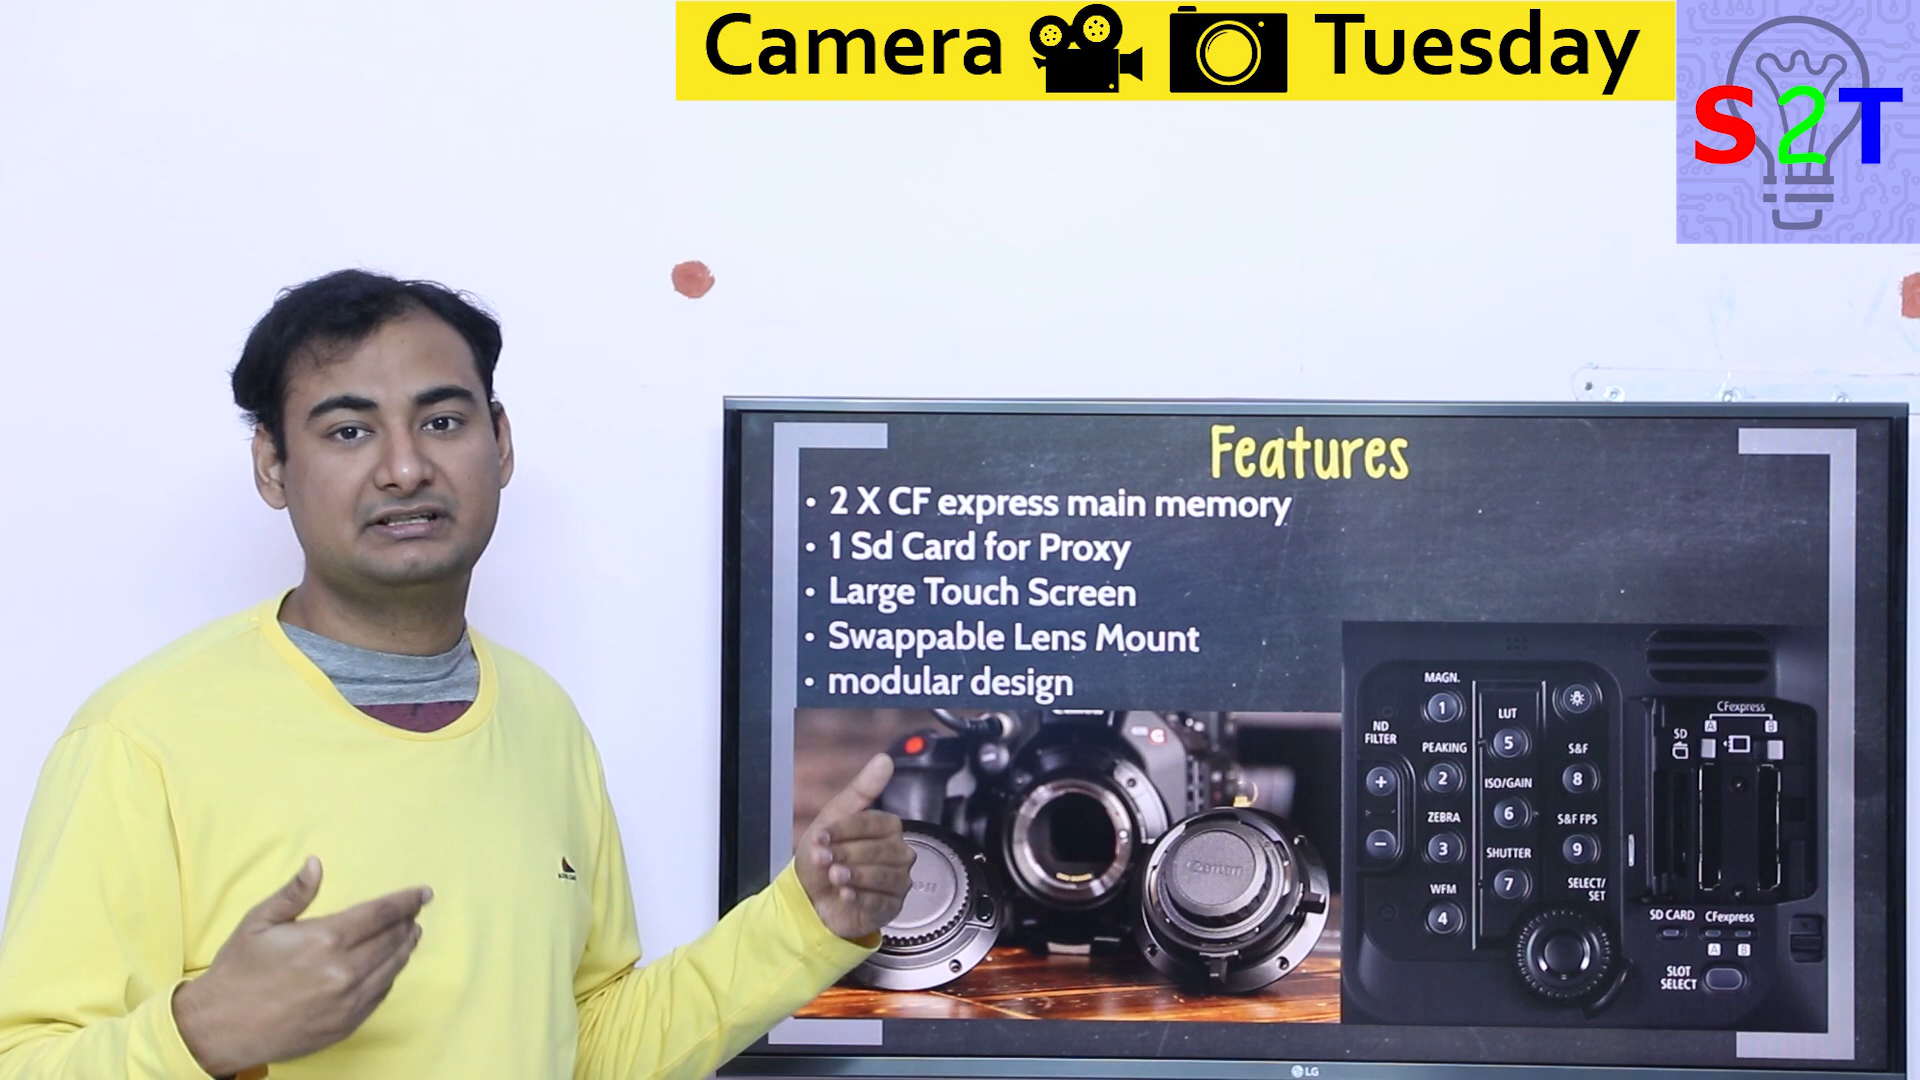 Camera Tuesday
S2T
Features
• 2 X CF express main memory
• 1 Sd Card for Proxy
• Large Touch Screen
• Swappable Lens Mount
• modular design
Canon
ND
FILTER
+
−
MAGN.
1
PEAKING
2
ZEBRA
3
WFM
4
LUT
5
ISO/GAIN
6
SHUTTER
7
S&F
8
S&F FPS
9
SELECT/
SET
CFexpress
A B
SD
SD CARD CFexpress
A B
SLOT
SELECT
LG